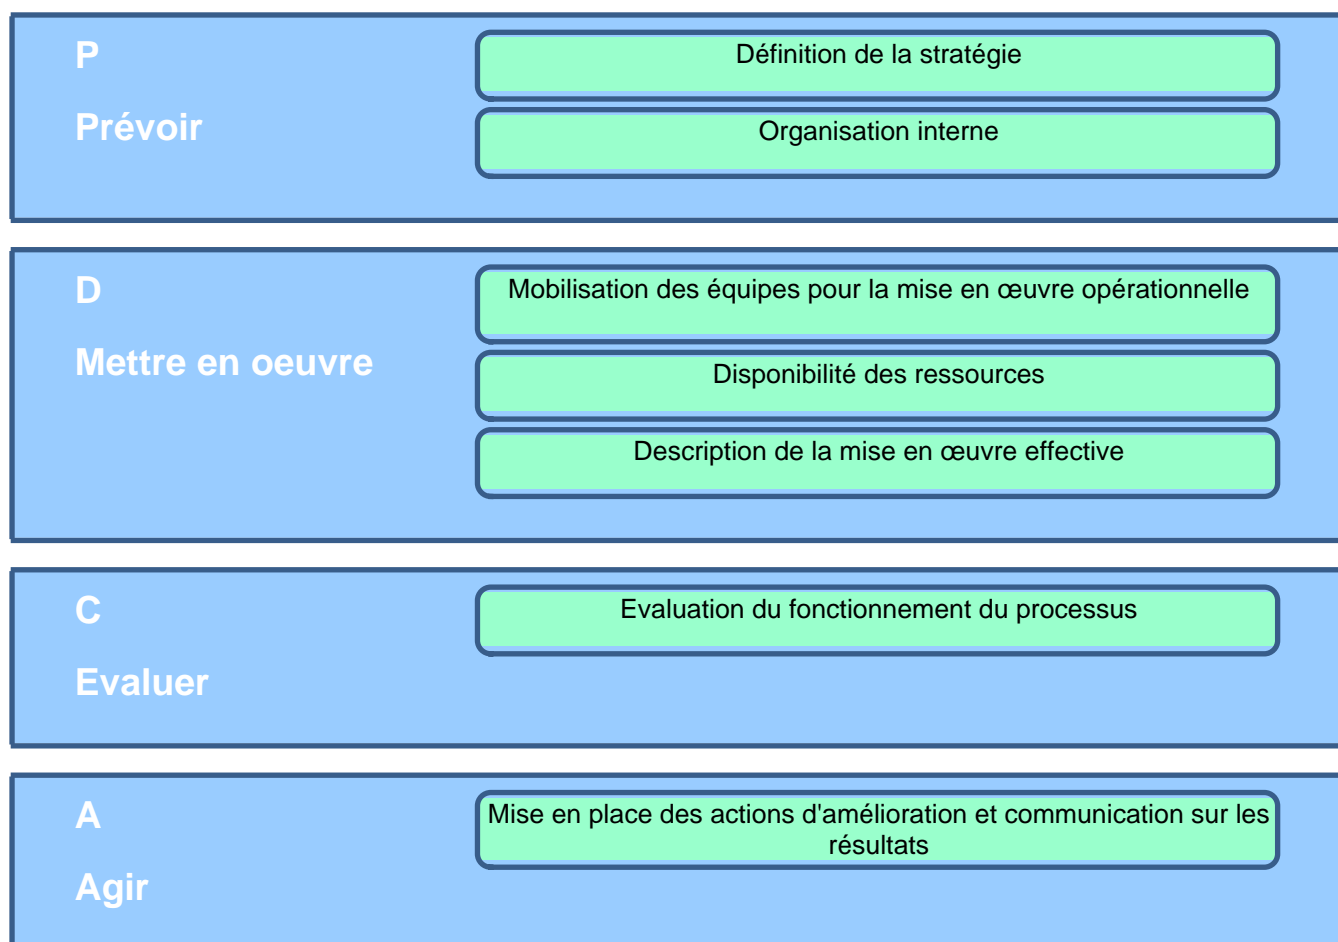 P
Définition de la stratégie
Prévoir
Organisation interne
D
Mobilisation des équipes pour la mise en œuvre opérationnelle
Mettre en oeuvre
Disponibilité des ressources
Description de la mise en œuvre effective
C
Evaluation du fonctionnement du processus
Evaluer
A
Mise en place des actions d'amélioration et communication sur les
résultats
Agir